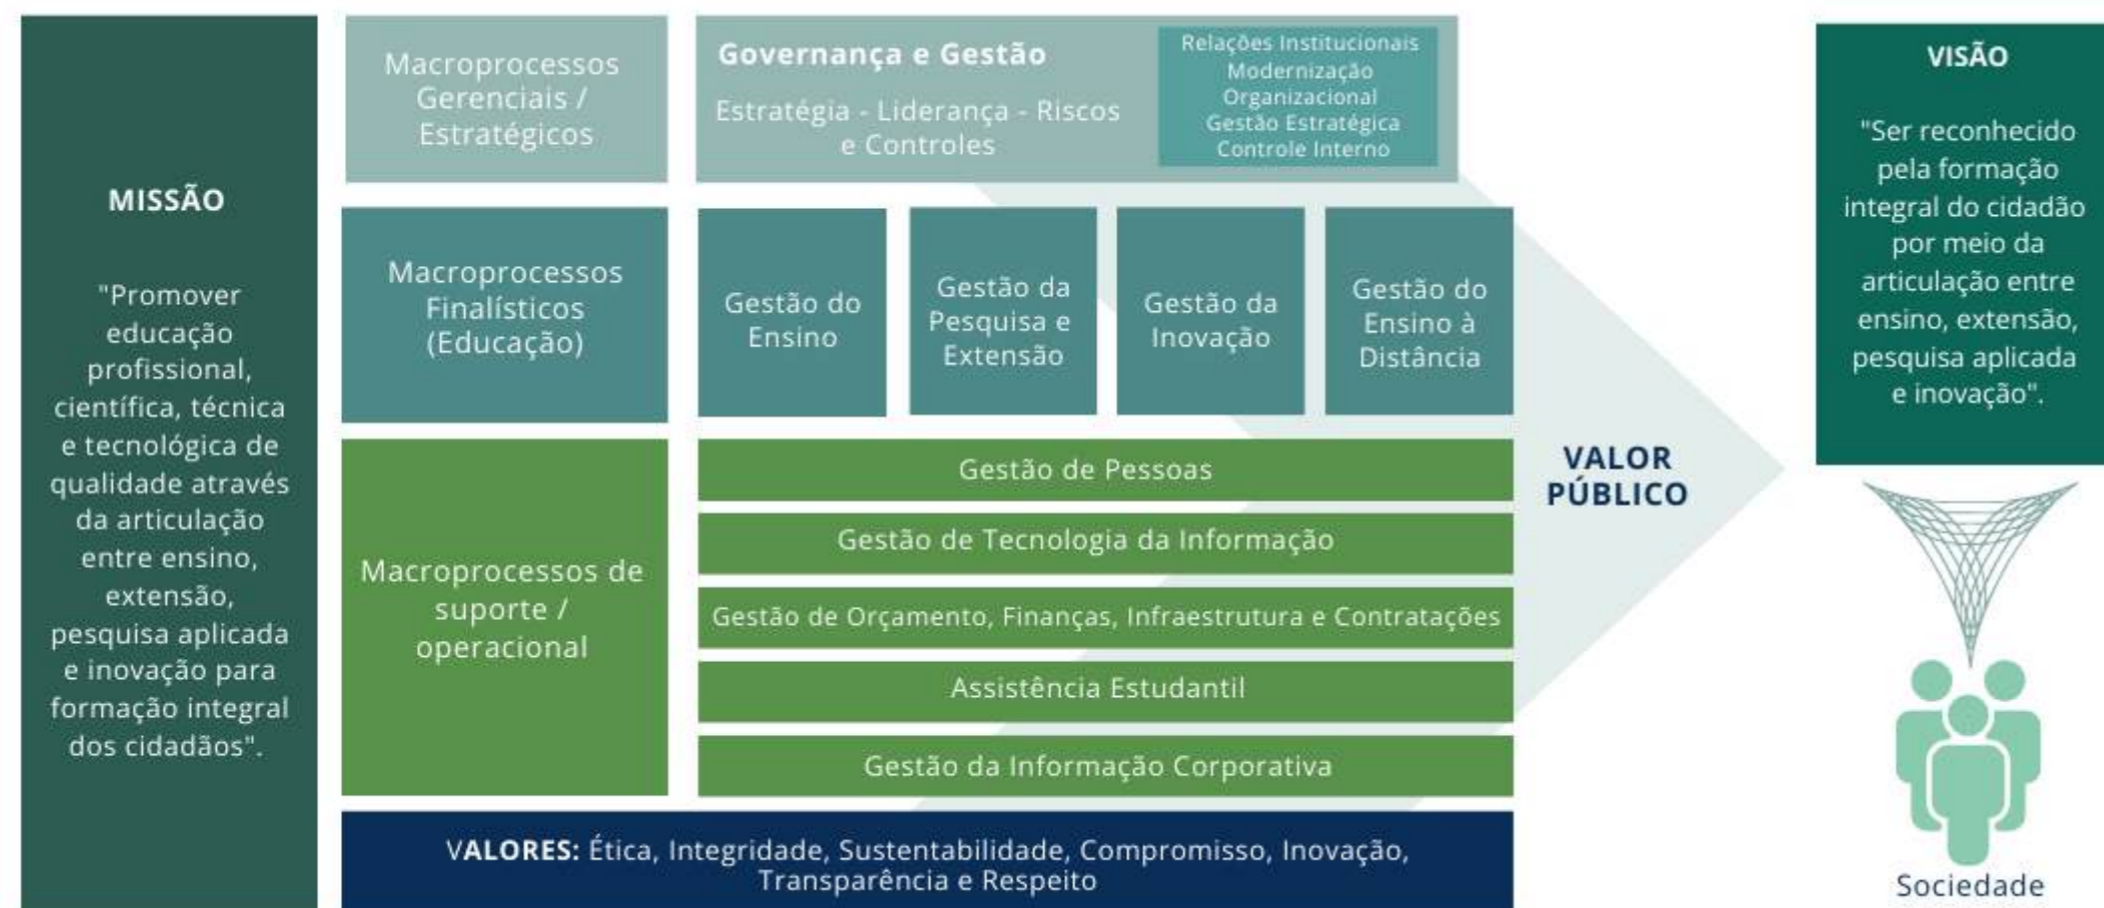 MISSÃO
"Promover
educação
profissional,
científica, técnica
e tecnológica de
qualidade através
da articulação
entre ensino,
extensão,
pesquisa aplicada
e inovação para
formação integral
dos cidadãos".
Macroprocessos
Gerenciais /
Estratégicos
Governança e Gestão
Estratégia - Liderança - Riscos
e Controles
Relações Institucionais
Modernização
Organizacional
Gestão Estratégica
Controle Interno
Macroprocessos
Finalísticos
(Educação)
Gestão do
Ensino
Gestão da
Pesquisa e
Extensão
Gestão da
Inovação
Gestão do
Ensino à
Distância
Macroprocessos de
suporte /
operacional
Gestão de Pessoas
Gestão de Tecnologia da Informação
Gestão de Orçamento, Finanças, Infraestrutura e Contratações
Assistência Estudantil
Gestão da Informação Corporativa
VALORES: Ética, Integridade, Sustentabilidade, Compromisso, Inovação,
Transparência e Respeito
VALOR
PÚBLICO
VISÃO
"Ser reconhecido
pela formação
integral do cidadão
por meio da
articulação entre
ensino, extensão,
pesquisa aplicada
e inovação".
Sociedade